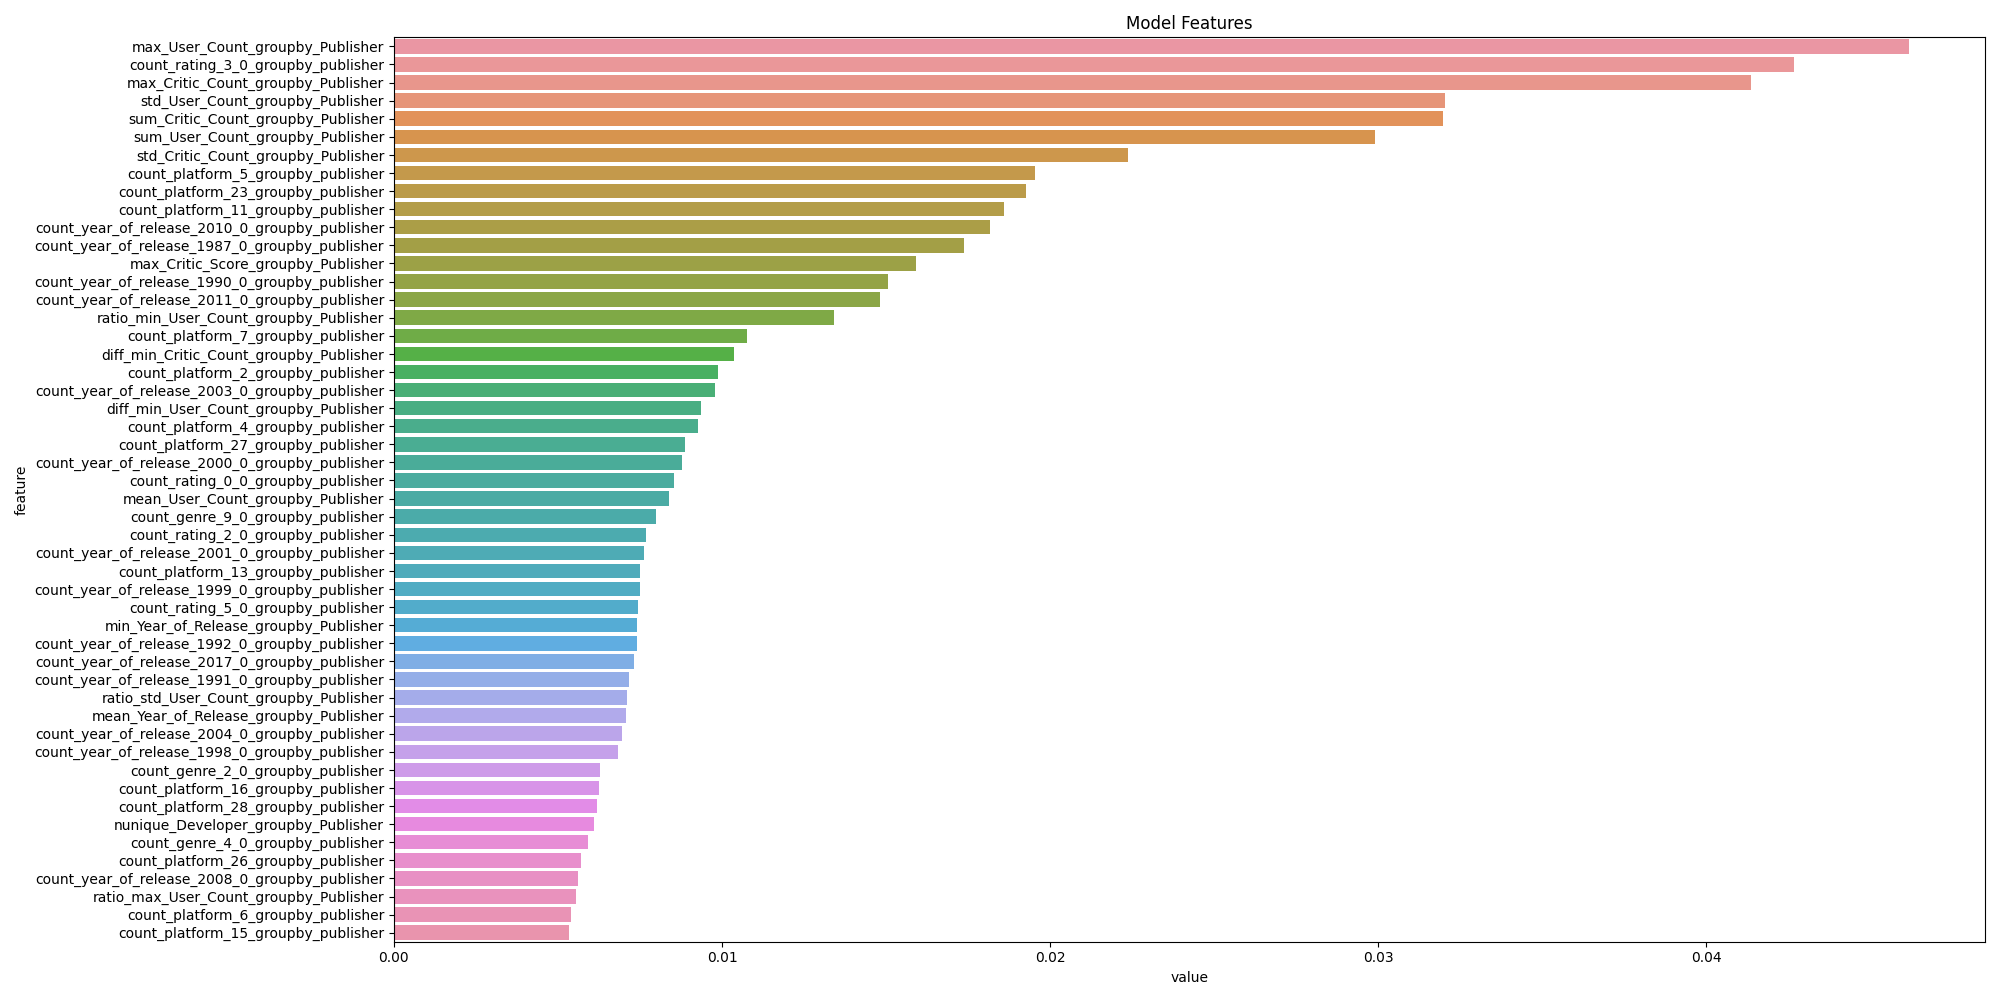 Model Features
max_User_Count_groupby_Publisher
count_rating_3_0_groupby_publisher
max_Critic_Count_groupby_Publisher
std_User_Count_groupby_Publisher
sum_Critic_Count_groupby_Publisher
sum_User_Count_groupby_Publisher
std_Critic_Count_groupby_Publisher
count_platform_5_groupby_publisher
count_platform_23_groupby_publisher
count_platform_11_groupby_publisher
count_year_of_release_2010_0_groupby_publisher
count_year_of_release_1987_0_groupby_publisher
max_Critic_Score_groupby_Publisher
count_year_of_release_1990_0_groupby_publisher
count_year_of_release_2011_0_groupby_publisher
ratio_min_User_Count_groupby_Publisher
count_platform_7_groupby_publisher
diff_min_Critic_Count_groupby_Publisher
count_platform_2_groupby_publisher
count_year_of_release_2003_0_groupby_publisher
diff_min_User_Count_groupby_Publisher
count_platform_4_groupby_publisher
count_platform_27_groupby_publisher
count_year_of_release_2000_0_groupby_publisher
count_rating_0_0_groupby_publisher
mean_User_Count_groupby_Publisher
count_genre_9_0_groupby_publisher
count_rating_2_0_groupby_publisher
count_year_of_release_2001_0_groupby_publisher
count_platform_13_groupby_publisher
count_year_of_release_1999_0_groupby_publisher
count_rating_5_0_groupby_publisher
min_Year_of_Release_groupby_Publisher
count_year_of_release_1992_0_groupby_publisher
count_year_of_release_2017_0_groupby_publisher
count_year_of_release_1991_0_groupby_publisher
ratio_std_User_Count_groupby_Publisher
mean_Year_of_Release_groupby_Publisher
count_year_of_release_2004_0_groupby_publisher
count_year_of_release_1998_0_groupby_publisher
count_genre_2_0_groupby_publisher
count_platform_16_groupby_publisher
count_platform_28_groupby_publisher
nunique_Developer_groupby_Publisher
count_genre_4_0_groupby_publisher
count_platform_26_groupby_publisher
count_year_of_release_2008_0_groupby_publisher
ratio_max_User_Count_groupby_Publisher
count_platform_6_groupby_publisher
count_platform_15_groupby_publisher
feature
0.00 0.01 0.02 0.03 0.04
value